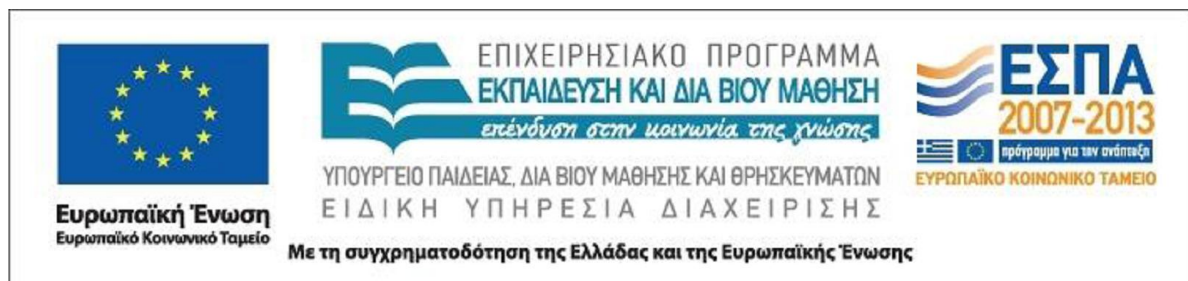 Ευρωπαϊκή Ένωση
Ευρωπαϊκό Κοινωνικό Ταμείο
ΕΠΙΧΕΙΡΗΣΙΑΚΟ ΠΡΟΓΡΑΜΜΑ
ΕΚΠΑΙΔΕΥΣΗ ΚΑΙ ΔΙΑ ΒΙΟΥ ΜΑΘΗΣΗ
επένδυση στην κοινωνία της γνώσης
ΥΠΟΥΡΓΕΙΟ ΠΑΙΔΕΙΑΣ, ΔΙΑ ΒΙΟΥ ΜΑΘΗΣΗΣ ΚΑΙ ΘΡΗΣΚΕΥΜΑΤΩΝ
ΕΙΔΙΚΗ ΥΠΗΡΕΣΙΑ ΔΙΑΧΕΙΡΙΣΗΣ
Με τη συγχρηματοδότηση της Ελλάδας και της Ευρωπαϊκής Ένωσης
ΕΣΠΑ
2007-2013
πρόγραμμα για την ανάπτυξη
ΕΥΡΩΠΑΪΚΟ ΚΟΙΝΩΝΙΚΟ ΤΑΜΕΙΟ